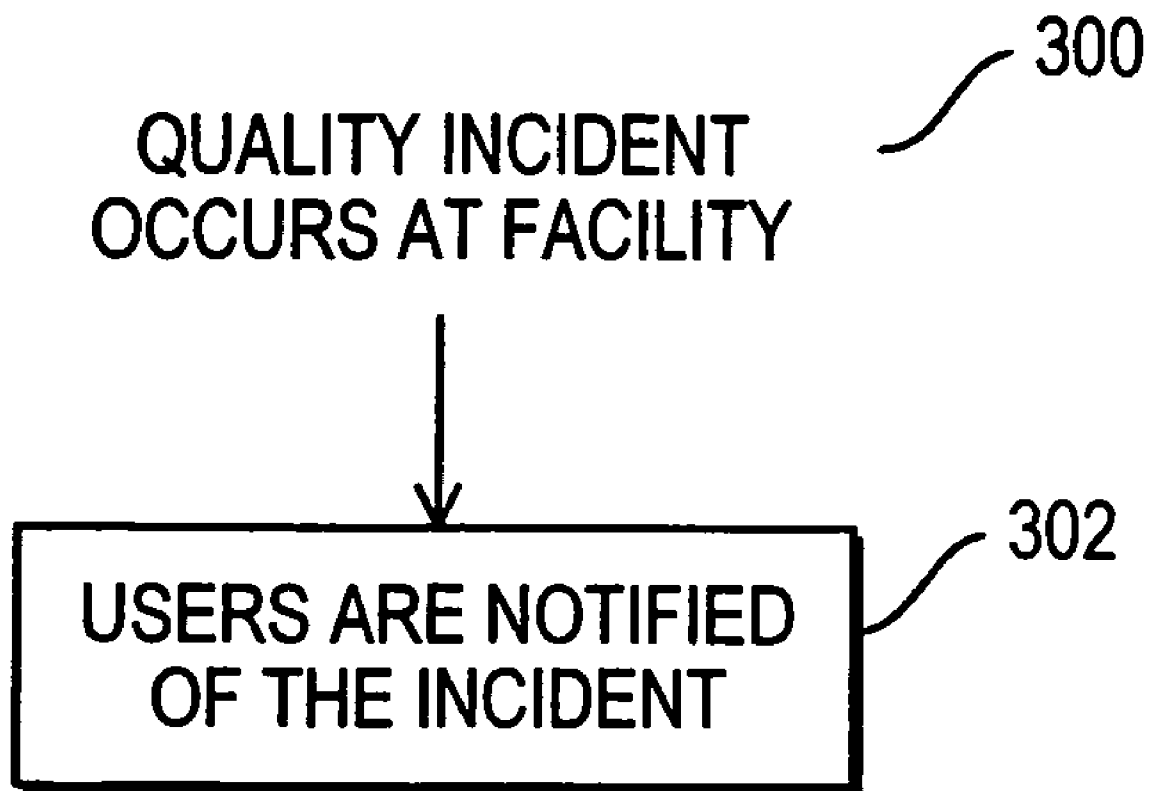 300
QUALITY INCIDENT
OCCURS AT FACILITY
302
USERS ARE NOTIFIED
OF THE INCIDENT